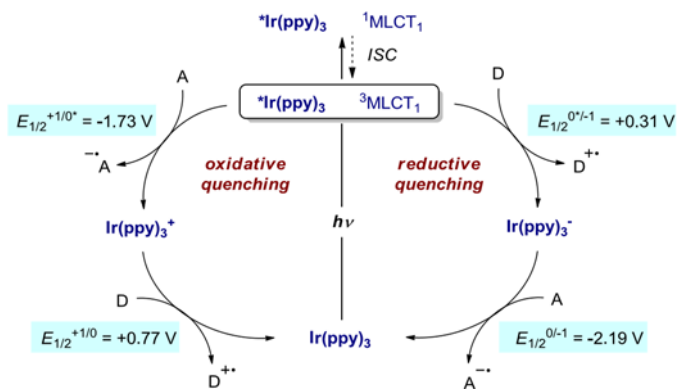 *Ir(ppy)₃ ¹MLCT₁
ISC
A
D
*Ir(ppy)₃ ³MLCT₁
E₁/₂⁺¹/⁰* = -1.73 V
E₁/₂⁰*/⁻¹ = +0.31 V
⁻•A
oxidative quenching
reductive quenching
D⁺•
Ir(ppy)₃⁺
hν
Ir(ppy)₃⁻
D
A
E₁/₂⁺¹/⁰ = +0.77 V
Ir(ppy)₃
E₁/₂⁰/⁻¹ = -2.19 V
D⁺•
A⁻•